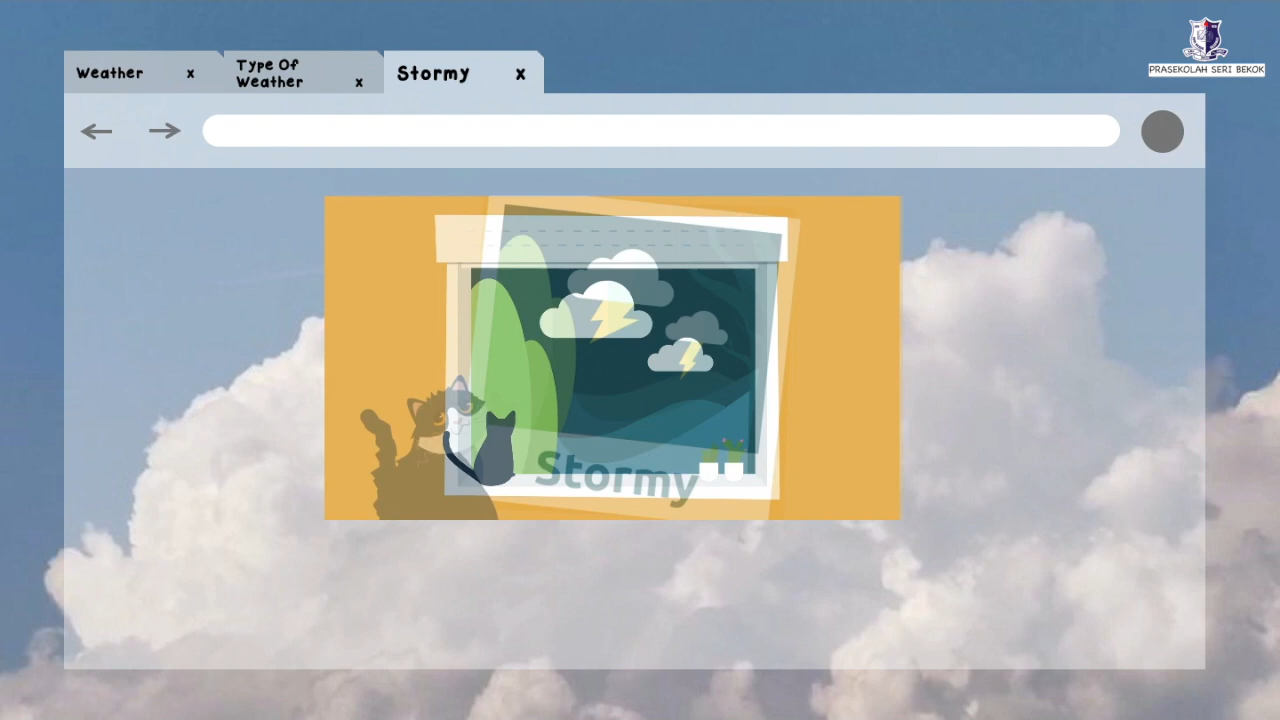 Weather x
Type Of
Weather x
Stormy x
PRASEKOLAH SERI BEKOK
Stormy